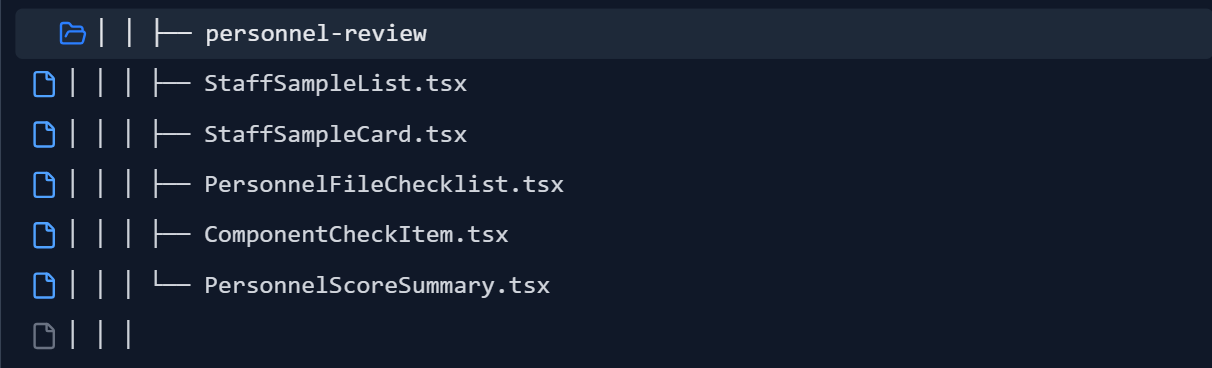 │ │ ├── personnel-review
│ │ │ ├── StaffSampleList.tsx
│ │ │ ├── StaffSampleCard.tsx
│ │ │ ├── PersonnelFileChecklist.tsx
│ │ │ ├── ComponentCheckItem.tsx
│ │ │ └── PersonnelScoreSummary.tsx
│ │ │